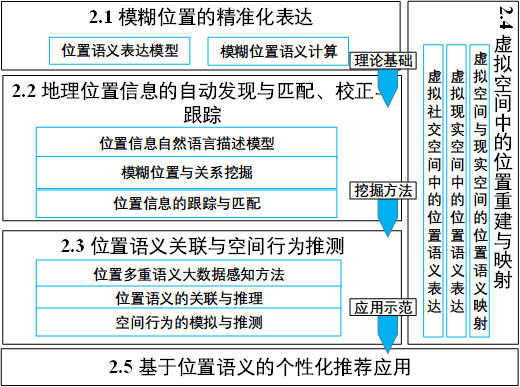 2.1 模糊位置的精准化表达
位置语义表达模型
模糊位置语义计算
理论基础
2.2 地理位置信息的自动发现与匹配、校正与
跟踪
位置信息自然语言描述模型
模糊位置与关系挖掘
位置信息的跟踪与匹配
挖掘方法
2.3 位置语义关联与空间行为推测
位置多重语义大数据感知方法
位置语义的关联与推理
空间行为的模拟与推测
应用示范
2.4 虚拟空间中的位置重建与映射
虚拟社交空间中的位置语义表达
虚拟现实空间中的位置语义表达
虚拟空间与现实空间的位置语义映射
2.5 基于位置语义的个性化推荐应用